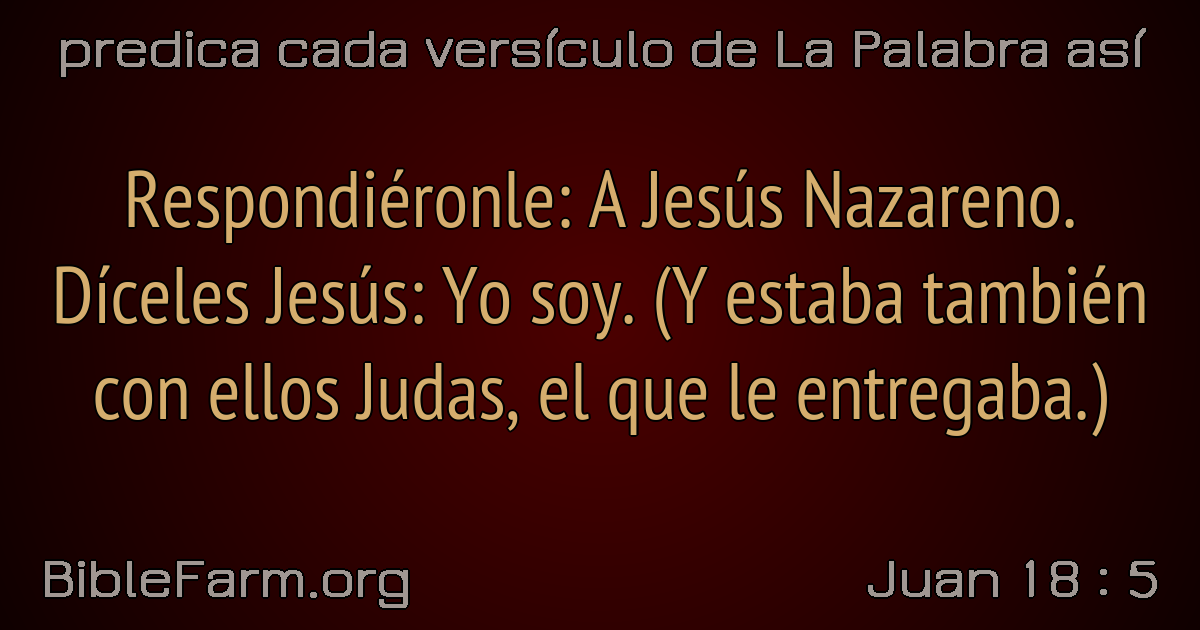 predica cada versículo de La Palabra así
Respondiéronle: A Jesús Nazareno.
Díceles Jesús: Yo soy. (Y estaba también
con ellos Judas, el que le entregaba.)
BibleFarm.org
Juan 18 : 5